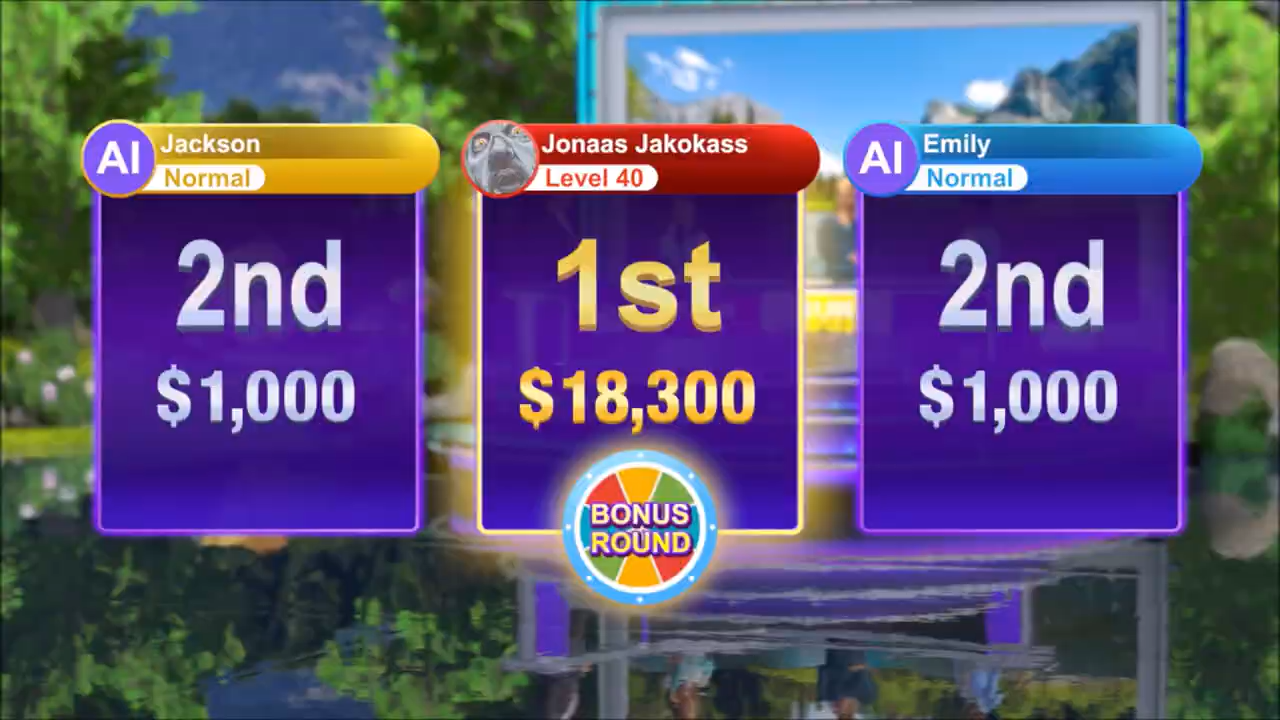 AI
Jackson
Normal
2nd
$1,000
Jonaas Jakokass
Level 40
1st
$18,300
BONUS
ROUND
AI
Emily
Normal
2nd
$1,000